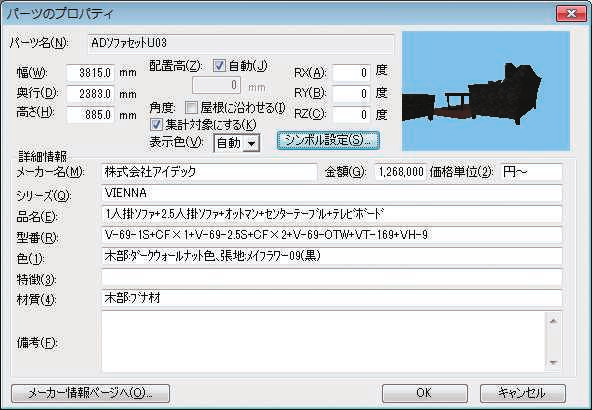 パーツのプロパティ
パーツ名(N): ADソファセットU03
幅(W): 3815.0 mm
奥行(D): 2383.0 mm
高さ(H): 885.0 mm
配置高(Z): 自動(J)
0 mm
角度: 屋根に沿わせる(I)
集計対象にする(K)
表示色(V): 自動
RX(A): 0 度
RY(B): 0 度
RZ(C): 0 度
シンボル設定(S)...
詳細情報
メーカー名(M): 株式会社アイデック 金額(G): 1,268,000 価格単位(2): 円～
シリーズ(Q): VIENNA
品名(E): 1人掛ソファ+2.5人掛ソファ+オットマン+センターテーブル+テレビボード
型番(R): V-69-1S+CF×1+V-69-2.5S+CF×2+V-69-OTW+VT-169+VH-9
色(1): 木部:ダークウォールナット色、張地:メイフラワー09(黒)
特徴(3):
材質(4): 木部:ブナ材
備考(F):
メーカー情報ページへ(O)... OK キャンセル